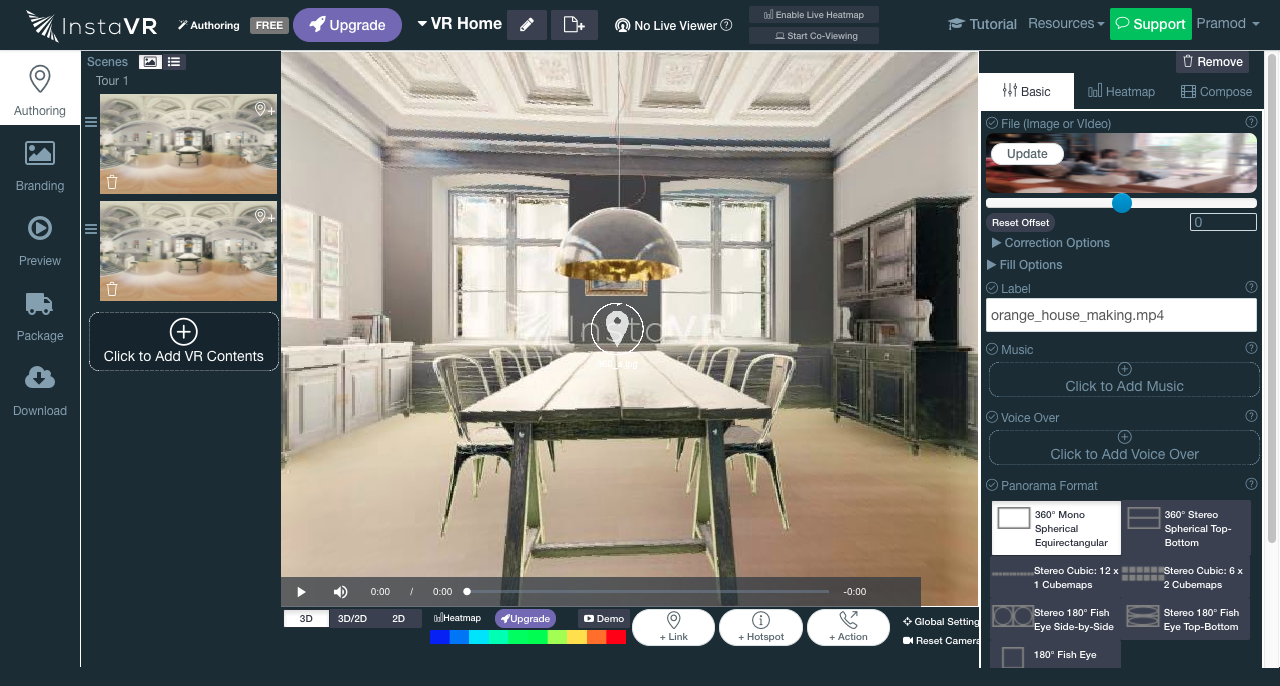 InstaVR
Authoring
FREE
Upgrade
VR Home
No Live Viewer
Enable Live Heatmap
Start Co-Viewing
Tutorial
Resources
Support
Pramod
Authoring
Branding
Preview
Package
Download
Scenes
Tour 1
Click to Add VR Contents
InstaVR
0:00 / 0:00
-0:00
3D
3D/2D
2D
Heatmap
Upgrade
Demo
+ Link
+ Hotspot
+ Action
Global Setting
Reset Camera
Remove
Basic
Heatmap
Compose
File (Image or VIdeo)
Update
Reset Offset
0
Correction Options
Fill Options
Label
orange_house_making.mp4
Music
Click to Add Music
Voice Over
Click to Add Voice Over
Panorama Format
360° Mono
Spherical
Equirectangular
360° Stereo
Spherical Top-
Bottom
Stereo Cubic: 12 x
1 Cubemaps
Stereo Cubic: 6 x
2 Cubemaps
Stereo 180° Fish
Eye Side-by-Side
Stereo 180° Fish
Eye Top-Bottom
180° Fish Eye